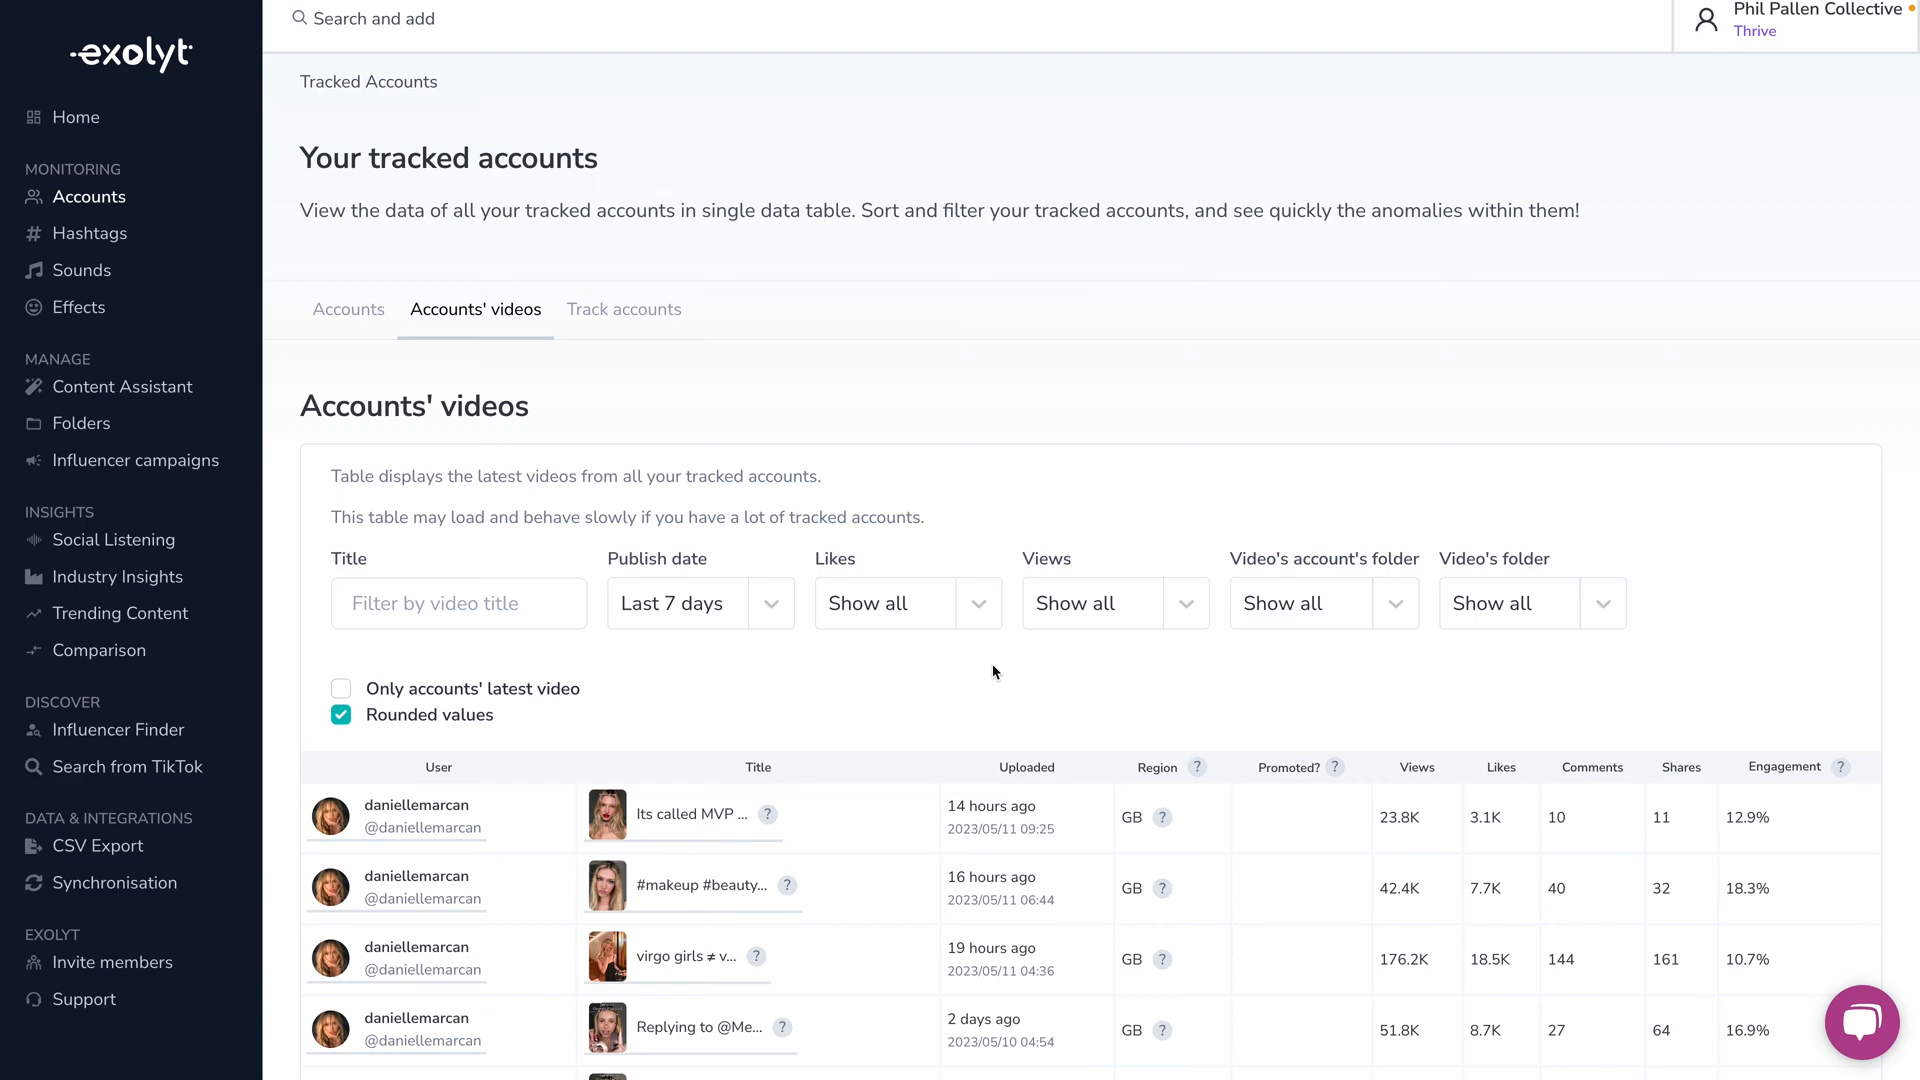 Search and add
Phil Pallen Collective
Thrive
exolyt
Home
MONITORING
Accounts
Hashtags
Sounds
Effects
MANAGE
Content Assistant
Folders
Influencer campaigns
INSIGHTS
Social Listening
Industry Insights
Trending Content
Comparison
DISCOVER
Influencer Finder
Search from TikTok
DATA & INTEGRATIONS
CSV Export
Synchronisation
EXOLYT
Invite members
Support
Tracked Accounts
Your tracked accounts
View the data of all your tracked accounts in single data table. Sort and filter your tracked accounts, and see quickly the anomalies within them!
Accounts Accounts' videos Track accounts
Accounts' videos
Table displays the latest videos from all your tracked accounts.
This table may load and behave slowly if you have a lot of tracked accounts.
Title Publish date Likes Views Video's account's folder Video's folder
Filter by video title Last 7 days Show all Show all Show all Show all
Only accounts' latest video
Rounded values
User Title Uploaded Region ? Promoted? ? Views Likes Comments Shares Engagement ?
daniellemarcan
@daniellemarcan
Its called MVP ... ?
14 hours ago
2023/05/11 09:25
GB ? 23.8K 3.1K 10 11 12.9%
daniellemarcan
@daniellemarcan
#makeup #beauty... ?
16 hours ago
2023/05/11 06:44
GB ? 42.4K 7.7K 40 32 18.3%
daniellemarcan
@daniellemarcan
virgo girls ≠ v... ?
19 hours ago
2023/05/11 04:36
GB ? 176.2K 18.5K 144 161 10.7%
daniellemarcan
@daniellemarcan
Replying to @Me... ?
2 days ago
2023/05/10 04:54
GB ? 51.8K 8.7K 27 64 16.9%